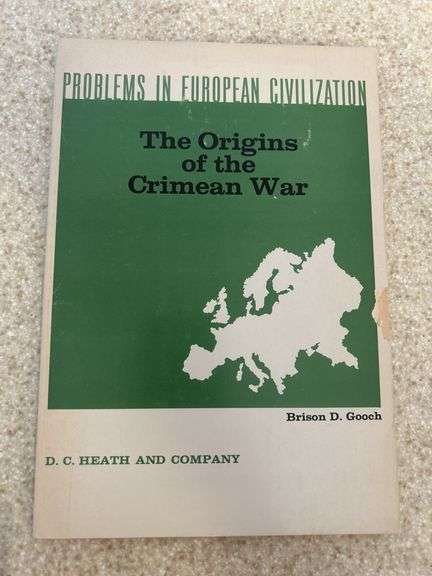 PROBLEMS IN EUROPEAN CIVILIZATION
The Origins
of the
Crimean War
Brison D. Gooch
D. C. HEATH AND COMPANY